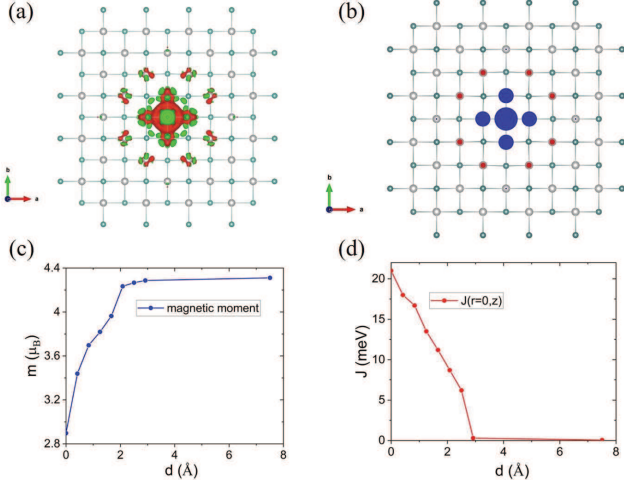 (a)
(b)
b
a
b
a
(c)
(d)
4.4
4.0
3.6
3.2
2.8
m (μB)
magnetic moment
0
2
4
6
8
d (Å)
20
15
10
5
0
J (meV)
J(r=0,z)
0
2
4
6
8
d (Å)